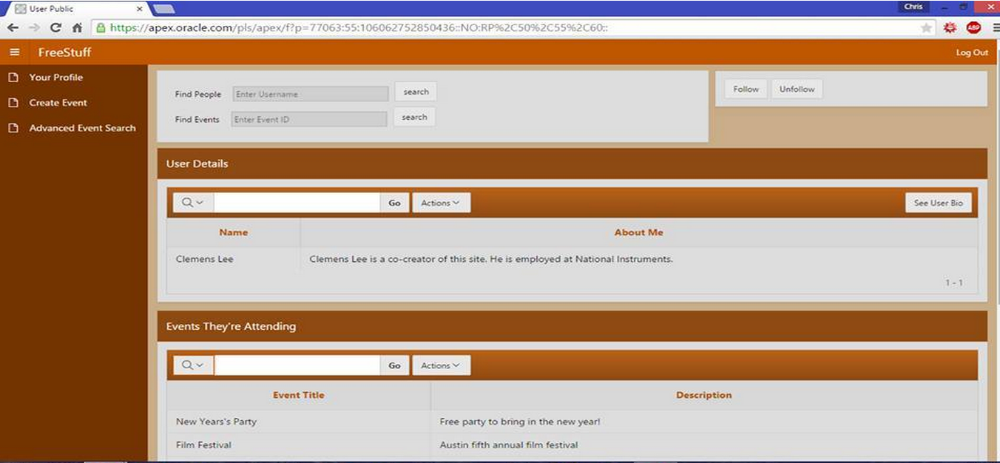 User Public
Chris
https://apex.oracle.com/pls/apex/f?p=77063:55:106062752850436::NO:RP%2C50%2C55%2C60::
ABP
FreeStuff
Log Out
Your Profile
Create Event
Advanced Event Search
Find People Enter Username search
Find Events Enter Event ID search
Follow Unfollow
User Details
Go Actions See User Bio
Name About Me
Clemens Lee Clemens Lee is a co-creator of this site. He is employed at National Instruments.
1 - 1
Events They're Attending
Go Actions
Event Title Description
New Years's Party Free party to bring in the new year!
Film Festival Austin fifth annual film festival